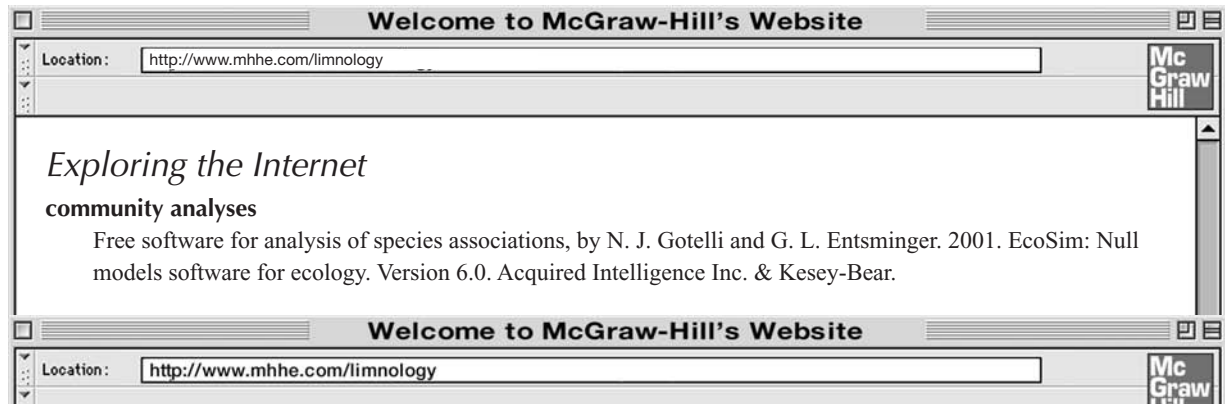 Welcome to McGraw-Hill's Website
Location: http://www.mhhe.com/limnology
Mc
Graw
Hill
Exploring the Internet
community analyses
Free software for analysis of species associations, by N. J. Gotelli and G. L. Entsminger. 2001. EcoSim: Null
models software for ecology. Version 6.0. Acquired Intelligence Inc. & Kesey-Bear.
Welcome to McGraw-Hill's Website
Location: http://www.mhhe.com/limnology
Mc
Graw
Hill